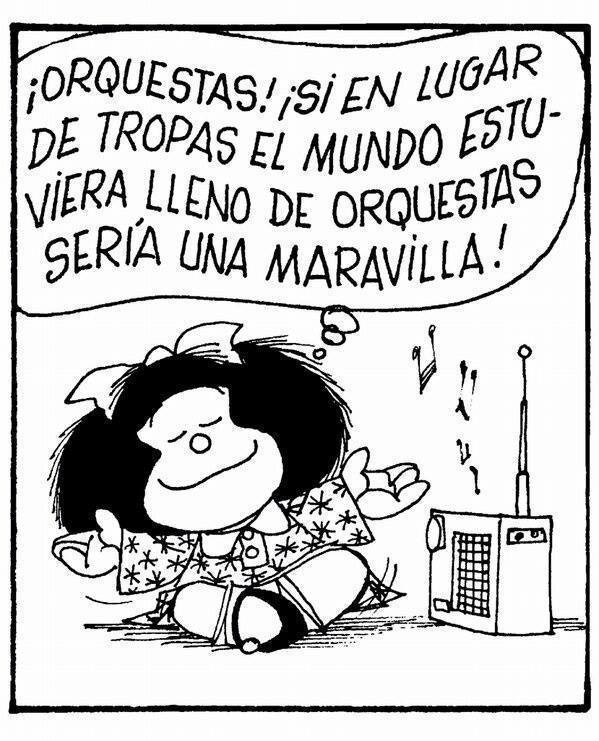 ¡ORQUESTAS! ¡SI EN LUGAR
DE TROPAS EL MUNDO ESTU-
VIERA LLENO DE ORQUESTAS
SERÍA UNA MARAVILLA!